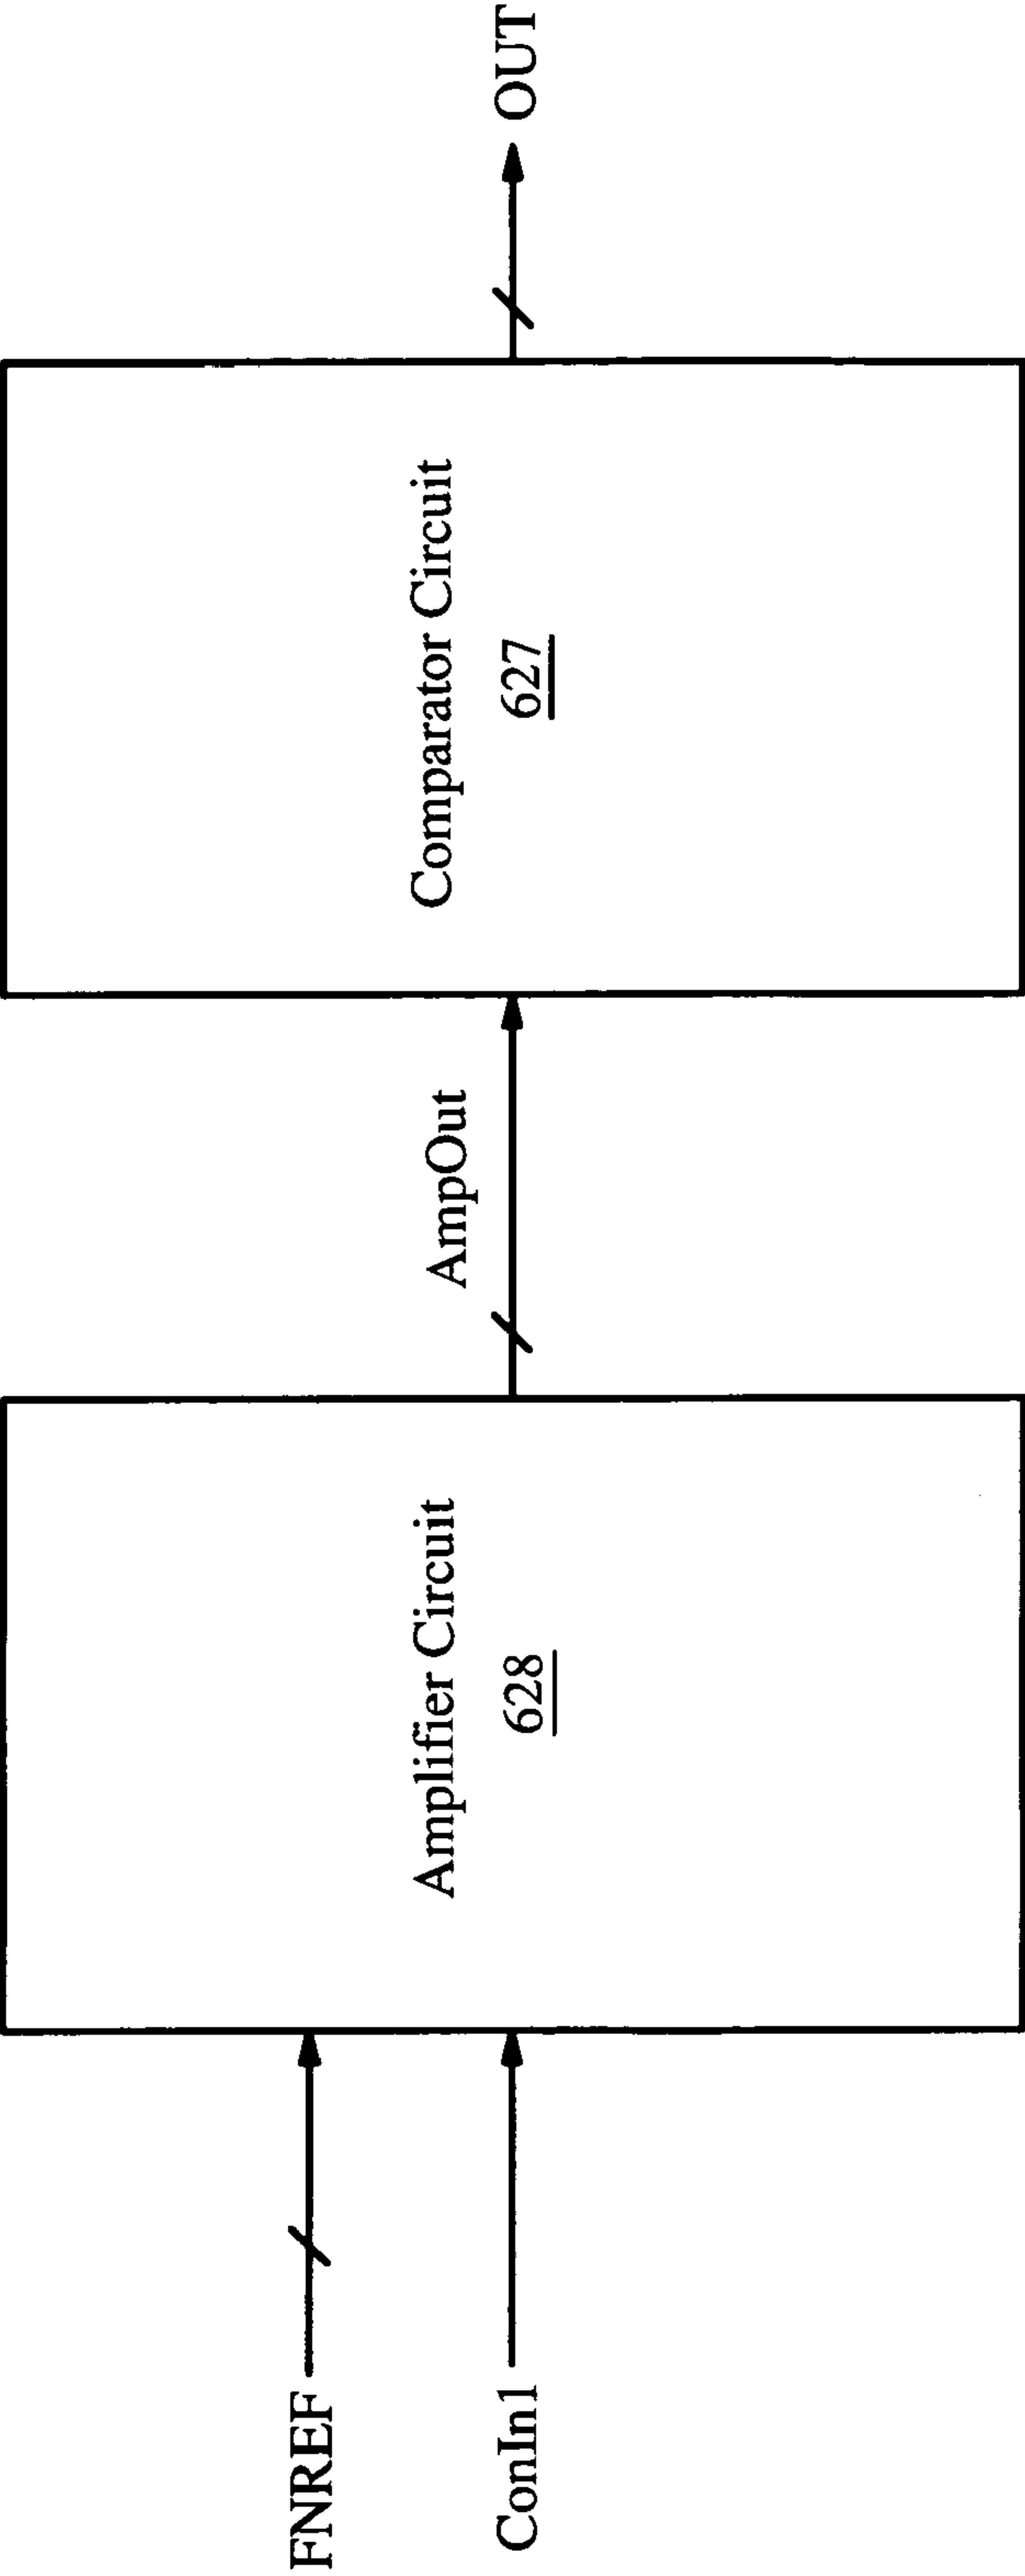 FNREF
ConIn1
Amplifier Circuit
628
AmpOut
Comparator Circuit
627
OUT